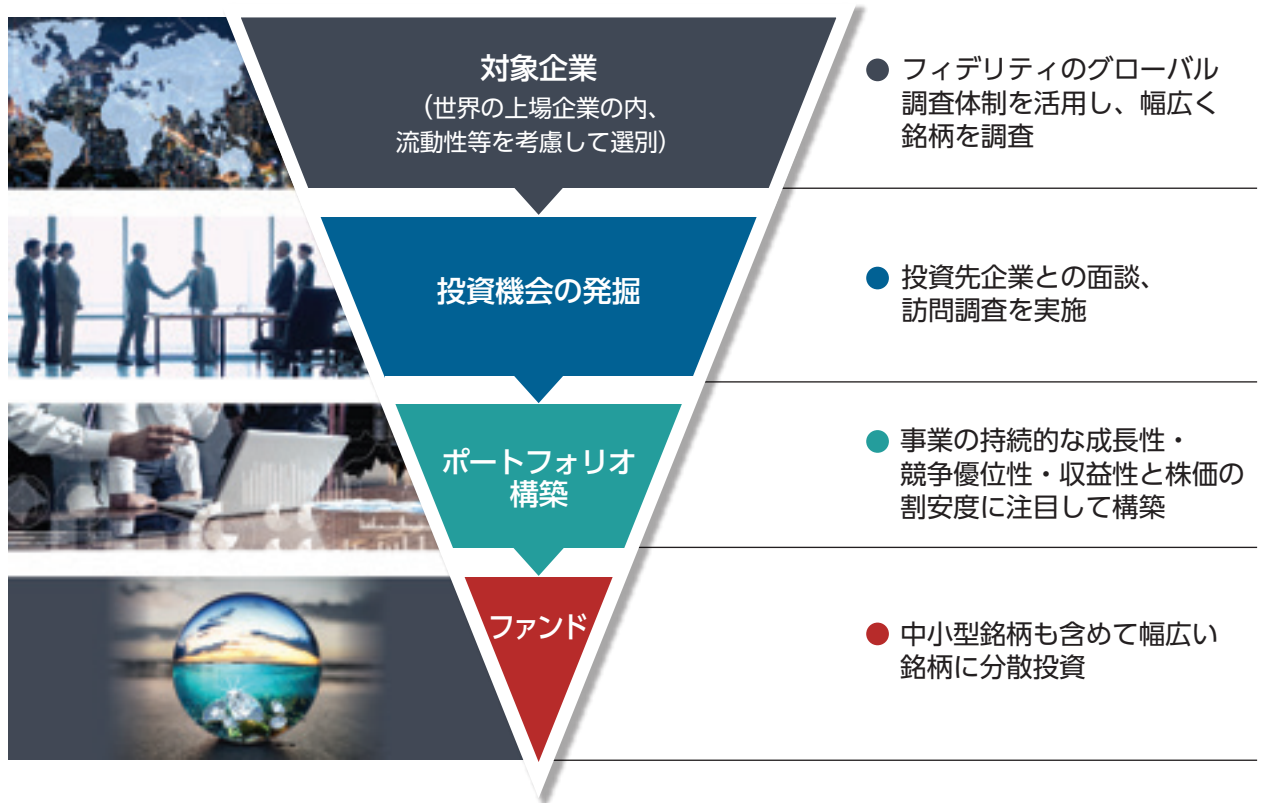 対象企業
(世界の上場企業の内、
流動性等を考慮して選別)
● フィデリティのグローバル
調査体制を活用し、幅広く
銘柄を調査
投資機会の発掘
● 投資先企業との面談、
訪問調査を実施
ポートフォリオ
構築
● 事業の持続的な成長性・
競争優位性・収益性と株価の
割安度に注目して構築
ファンド
● 中小型銘柄も含めて幅広い
銘柄に分散投資